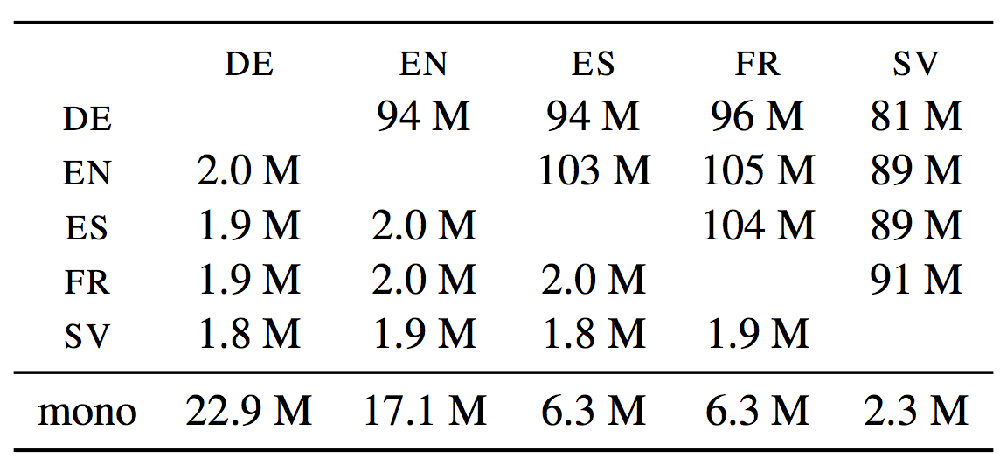 DE EN ES FR SV
DE 94 M 94 M 96 M 81 M
EN 2.0 M 103 M 105 M 89 M
ES 1.9 M 2.0 M 104 M 89 M
FR 1.9 M 2.0 M 2.0 M 91 M
SV 1.8 M 1.9 M 1.8 M 1.9 M
mono 22.9 M 17.1 M 6.3 M 6.3 M 2.3 M